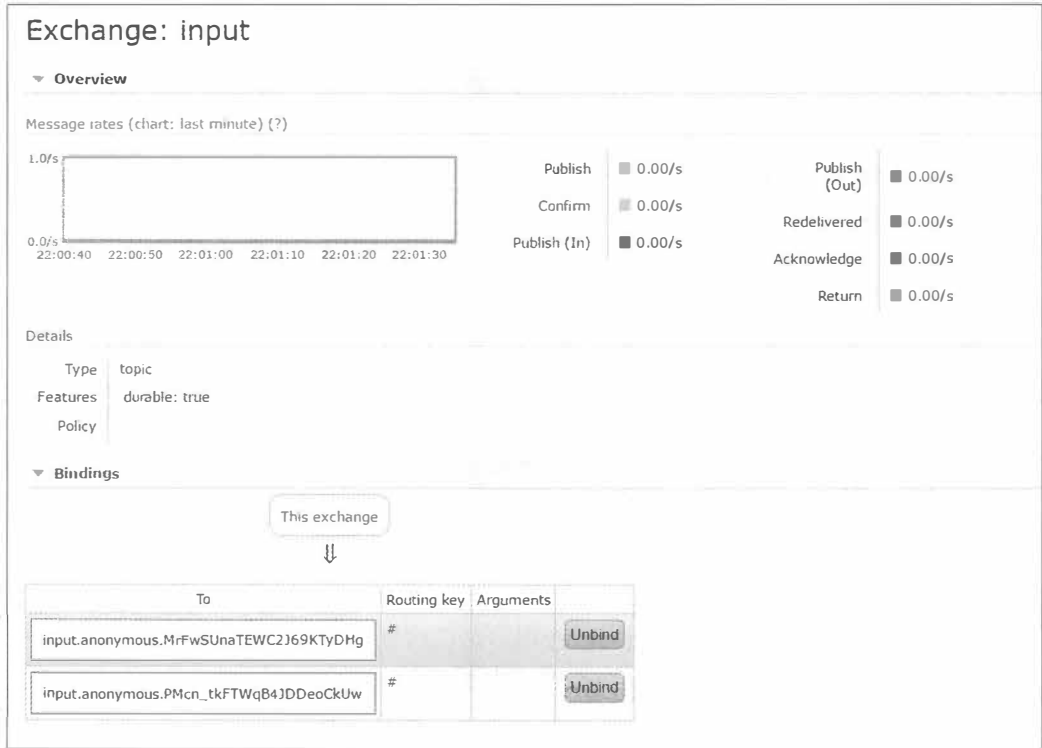 Exchange: input
Overview
Message rates (chart: last minute) (?)
1.0/s
0.0/s
22:00:40 22:00:50 22:01:00 22:01:10 22:01:20 22:01:30
Publish 0.00/s
Confirm 0.00/s
Publish (In) 0.00/s
Publish
(Out) 0.00/s
Redelivered 0.00/s
Acknowledge 0.00/s
Return 0.00/s
Details
Type topic
Features durable: true
Policy
Bindings
This exchange
⇓
To Routing key Arguments
input.anonymous.MrFwSUnaTEWC2J69KTyDHg # Unbind
input.anonymous.PMcn_tkFTWqB4JDDeoCkUw # Unbind